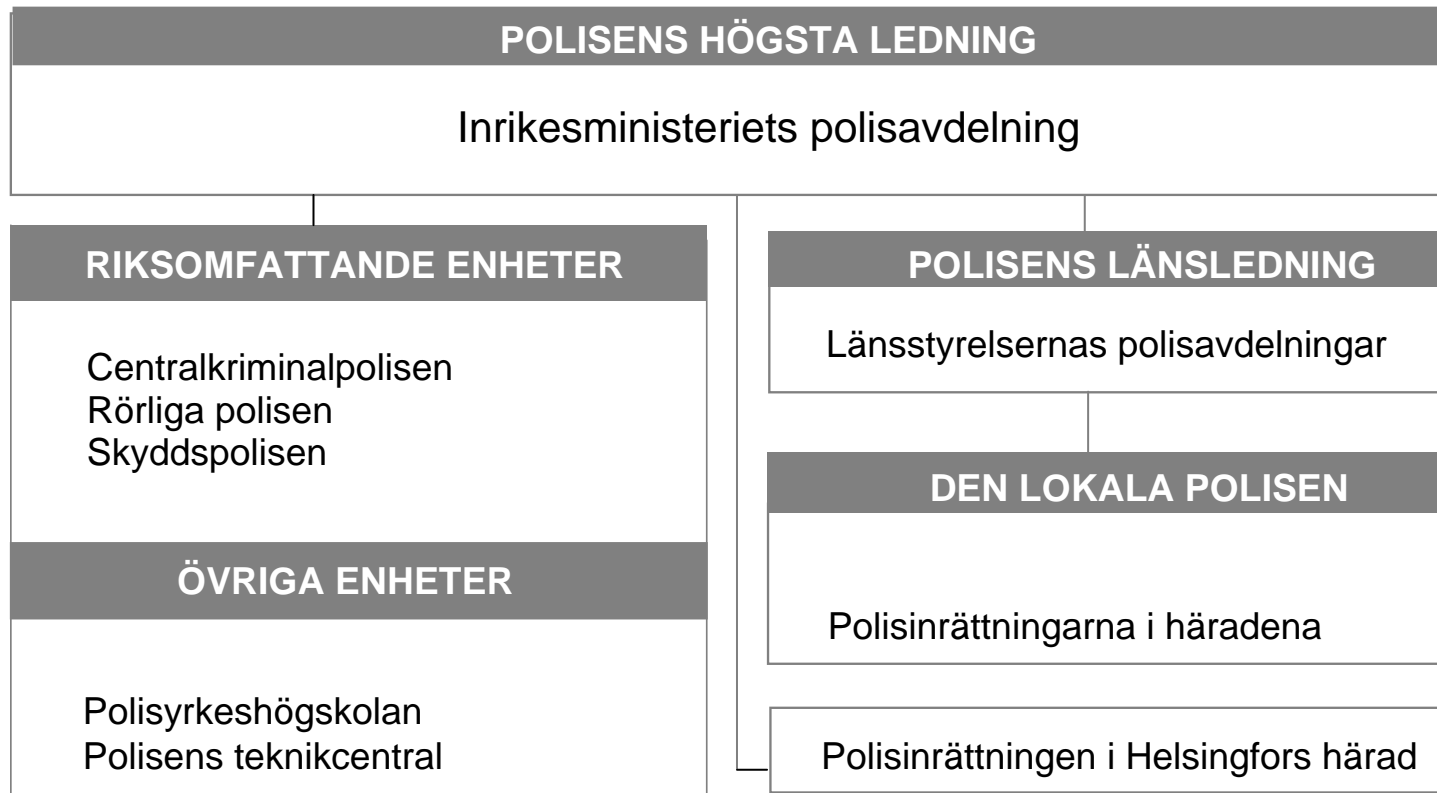 POLISENS HÖGSTA LEDNING
Inrikesministeriets polisavdelning
RIKSOMFATTANDE ENHETER
Centralkriminalpolisen
Rörliga polisen
Skyddspolisen
ÖVRIGA ENHETER
Polisyrkeshögskolan
Polisens teknikcentral
POLISENS LÄNSLEDNING
Länsstyrelsernas polisavdelningar
DEN LOKALA POLISEN
Polisinrättningarna i häradena
Polisinrättningen i Helsingfors härad